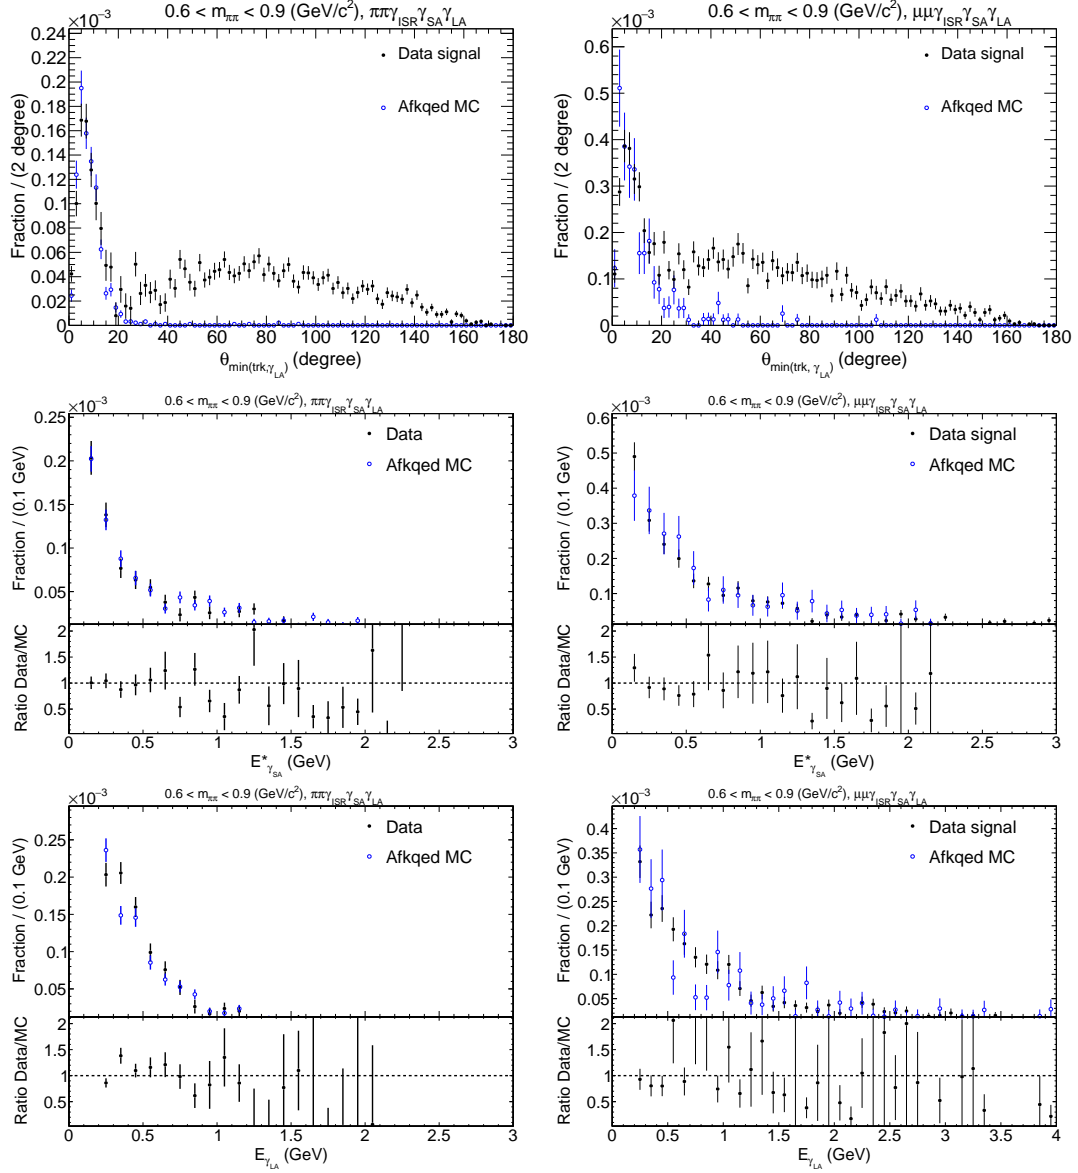 ×10⁻³ 0.6 < m_ππ < 0.9 (GeV/c²), ππγ_ISR γ_SA γ_LA
Fraction / (2 degree)
0.24
0.22
0.2
0.18
0.16
0.14
0.12
0.1
0.08
0.06
0.04
0.02
0
Data signal
Afkqed MC
0 20 40 60 80 100 120 140 160 180
θ_min(trk,γ_LA) (degree)
×10⁻³ 0.6 < m_ππ < 0.9 (GeV/c²), μμγ_ISR γ_SA γ_LA
Fraction / (2 degree)
0.6
0.5
0.4
0.3
0.2
0.1
0
Data signal
Afkqed MC
0 20 40 60 80 100 120 140 160 180
θ_min(trk, γ_LA) (degree)
×10⁻³ 0.6 < m_ππ < 0.9 (GeV/c²), ππγ_ISR γ_SA γ_LA
Fraction / (0.1 GeV)
0.25
0.2
0.15
0.1
0.05
Data
Afkqed MC
Ratio Data/MC
2
1.5
1
0.5
0 0.5 1 1.5 2 2.5 3
E*_γ_SA (GeV)
×10⁻³ 0.6 < m_ππ < 0.9 (GeV/c²), μμγ_ISR γ_SA γ_LA
Fraction / (0.1 GeV)
0.6
0.5
0.4
0.3
0.2
0.1
Data signal
Afkqed MC
Ratio Data/MC
2
1.5
1
0.5
0 0.5 1 1.5 2 2.5 3
E*_γ_SA (GeV)
×10⁻³ 0.6 < m_ππ < 0.9 (GeV/c²), ππγ_ISR γ_SA γ_LA
Fraction / (0.1 GeV)
0.25
0.2
0.15
0.1
0.05
Data
Afkqed MC
Ratio Data/MC
2
1.5
1
0.5
0 0.5 1 1.5 2 2.5 3
E_γ_LA (GeV)
×10⁻³ 0.6 < m_ππ < 0.9 (GeV/c²), μμγ_ISR γ_SA γ_LA
Fraction / (0.1 GeV)
0.4
0.35
0.3
0.25
0.2
0.15
0.1
0.05
Data signal
Afkqed MC
Ratio Data/MC
2
1.5
1
0.5
0 0.5 1 1.5 2 2.5 3 3.5 4
E_γ_LA (GeV)